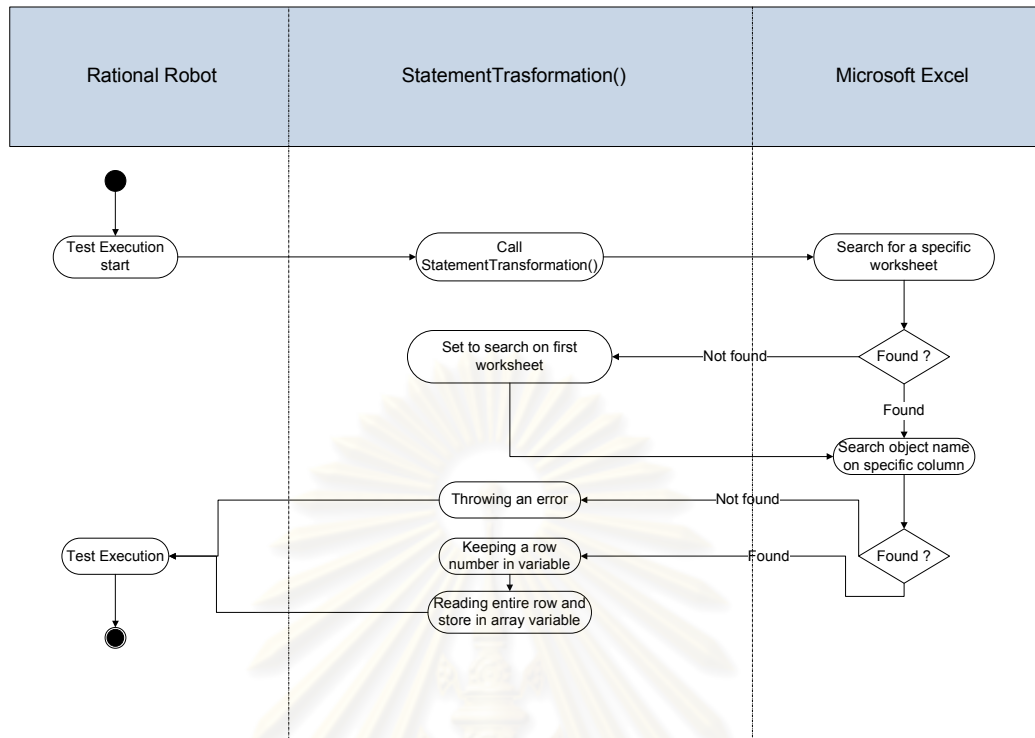 Rational Robot
StatementTrasformation()
Microsoft Excel
Test Execution
start
Call
StatementTransformation()
Search for a specific
worksheet
Set to search on first
worksheet
Not found
Found ?
Found
Search object name
on specific column
Throwing an error
Not found
Test Execution
Keeping a row
number in variable
Found
Found ?
Reading entire row and
store in array variable